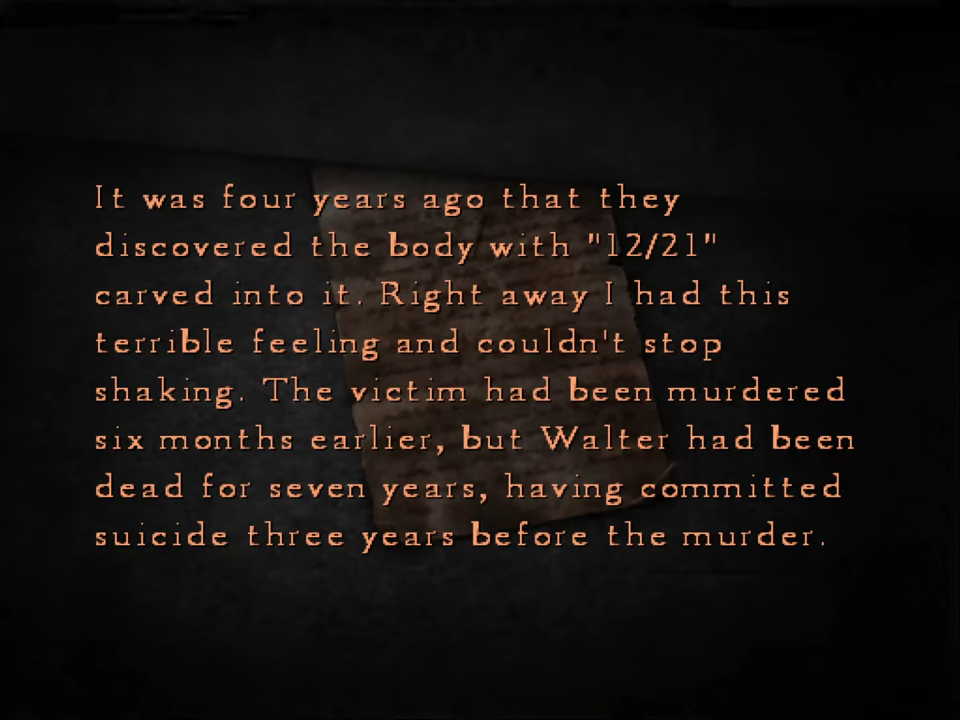 It was four years ago that they
discovered the body with "12/21"
carved into it. Right away I had this
terrible feeling and couldn't stop
shaking. The victim had been murdered
six months earlier, but Walter had been
dead for seven years, having committed
suicide three years before the murder.